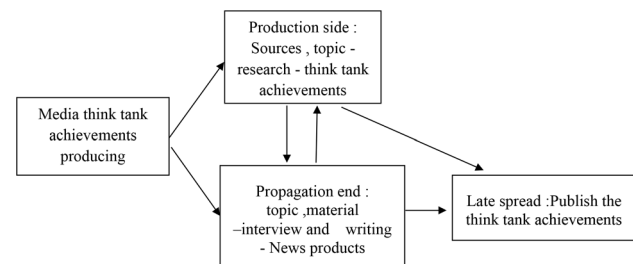 Production side :
Sources , topic -
research - think tank
achievements
Media think tank
achievements
producing
Propagation end :
topic ,material
–interview and writing
- News products
Late spread :Publish the
think tank achievements